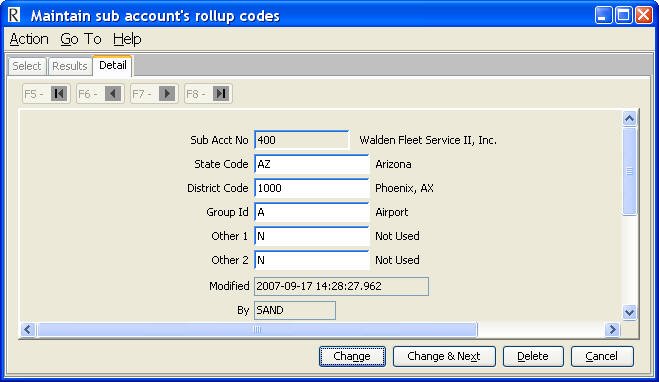 R Maintain sub account's rollup codes
Action Go To Help
Select Results Detail
F5 - F6 - F7 - F8 -
Sub Acct No 400 Walden Fleet Service II, Inc.
State Code AZ Arizona
District Code 1000 Phoenix, AX
Group Id A Airport
Other 1 N Not Used
Other 2 N Not Used
Modified 2007-09-17 14:28:27.962
By SAND
Change Change & Next Delete Cancel